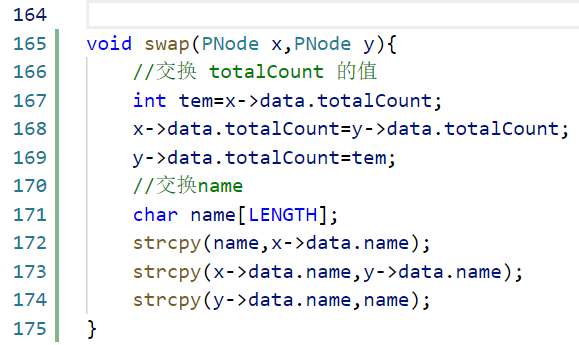 164
165 void swap(PNode x,PNode y){
166 //交换 totalCount 的值
167 int tem=x->data.totalCount;
168 x->data.totalCount=y->data.totalCount;
169 y->data.totalCount=tem;
170 //交换name
171 char name[LENGTH];
172 strcpy(name,x->data.name);
173 strcpy(x->data.name,y->data.name);
174 strcpy(y->data.name,name);
175 }